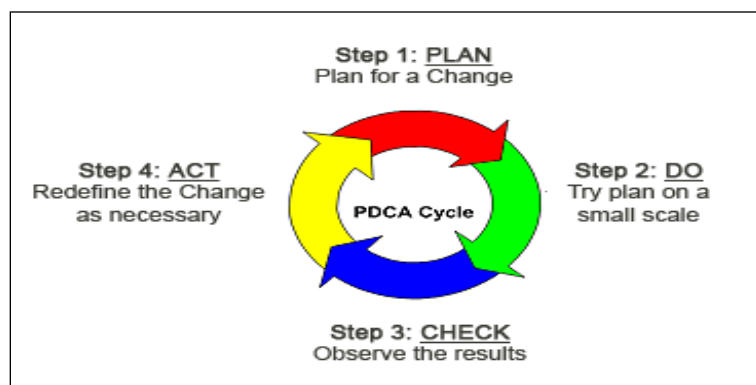 Step 1: PLAN
Plan for a Change
Step 2: DO
Try plan on a
small scale
Step 3: CHECK
Observe the results
Step 4: ACT
Redefine the Change
as necessary
PDCA Cycle